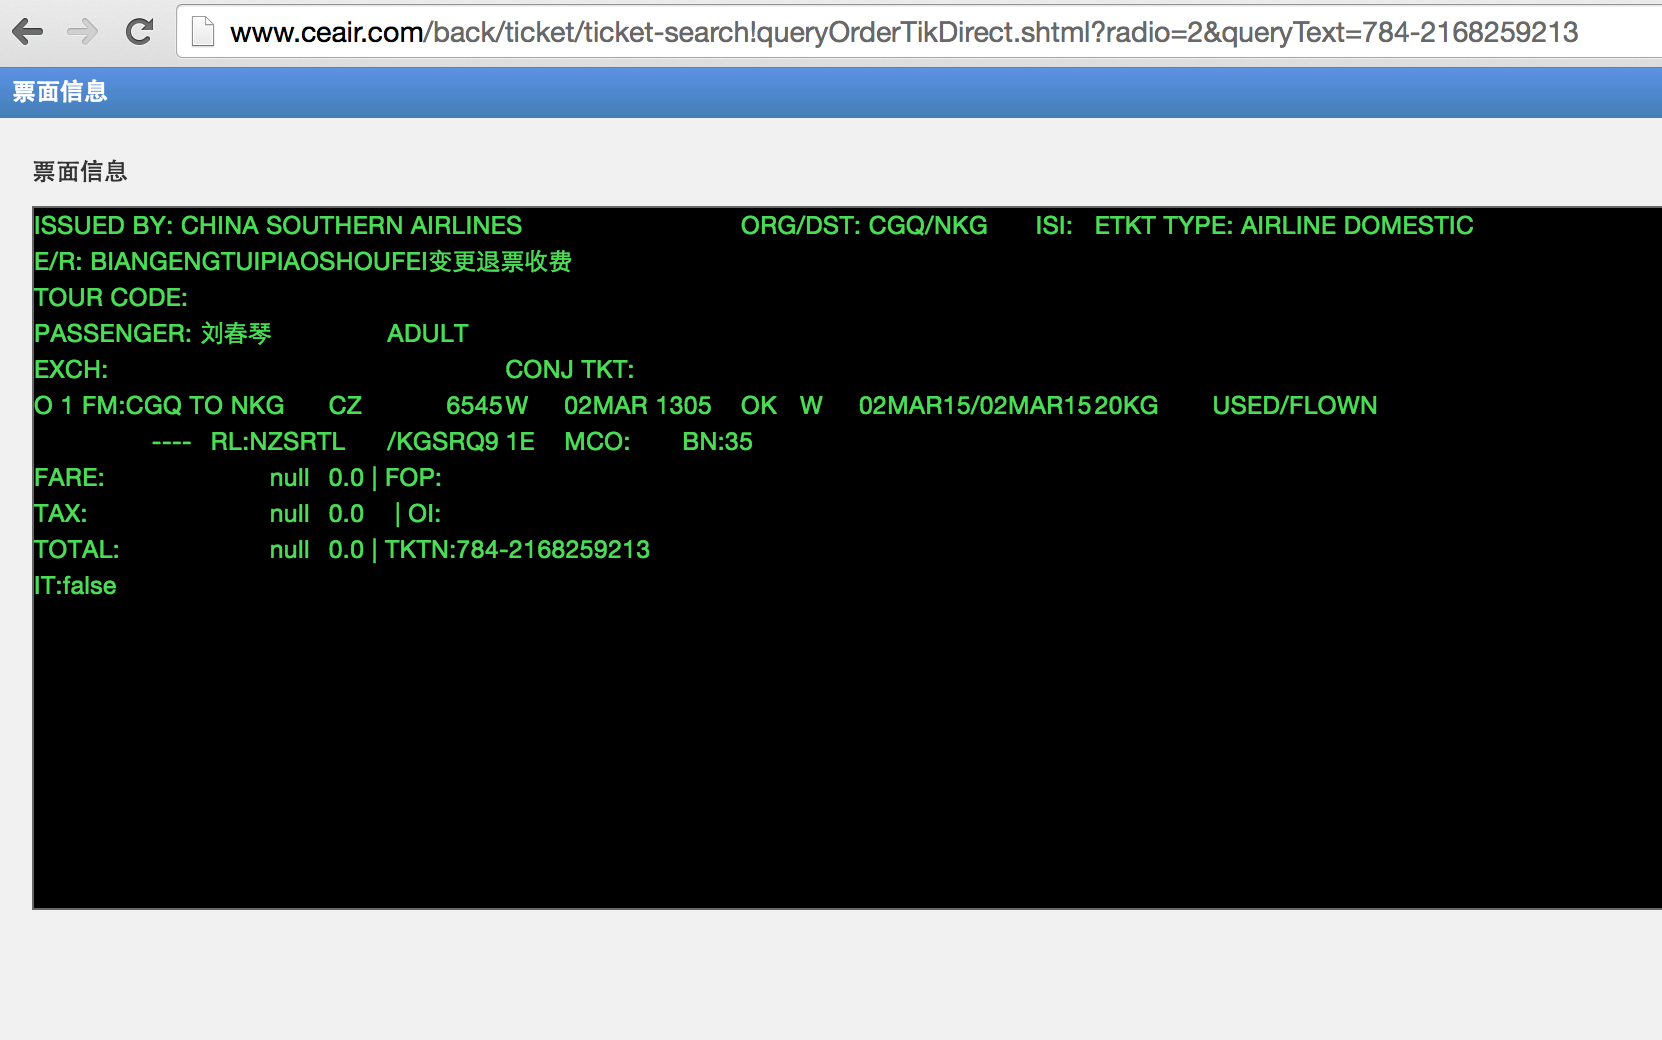 www.ceair.com/back/ticket/ticket-search!queryOrderTikDirect.shtml?radio=2&queryText=784-2168259213
票面信息
票面信息
ISSUED BY: CHINA SOUTHERN AIRLINES ORG/DST: CGQ/NKG ISI: ETKT TYPE: AIRLINE DOMESTIC
E/R: BIANGENGTUIPIAOSHOUFEI变更退票收费
TOUR CODE:
PASSENGER: 刘春琴 ADULT
EXCH: CONJ TKT:
O 1 FM:CGQ TO NKG CZ 6545 W 02MAR 1305 OK W 02MAR15/02MAR15 20KG USED/FLOWN
---- RL:NZSRTL /KGSRQ9 1E MCO: BN:35
FARE: null 0.0 | FOP:
TAX: null 0.0 | OI:
TOTAL: null 0.0 | TKTN:784-2168259213
IT:false